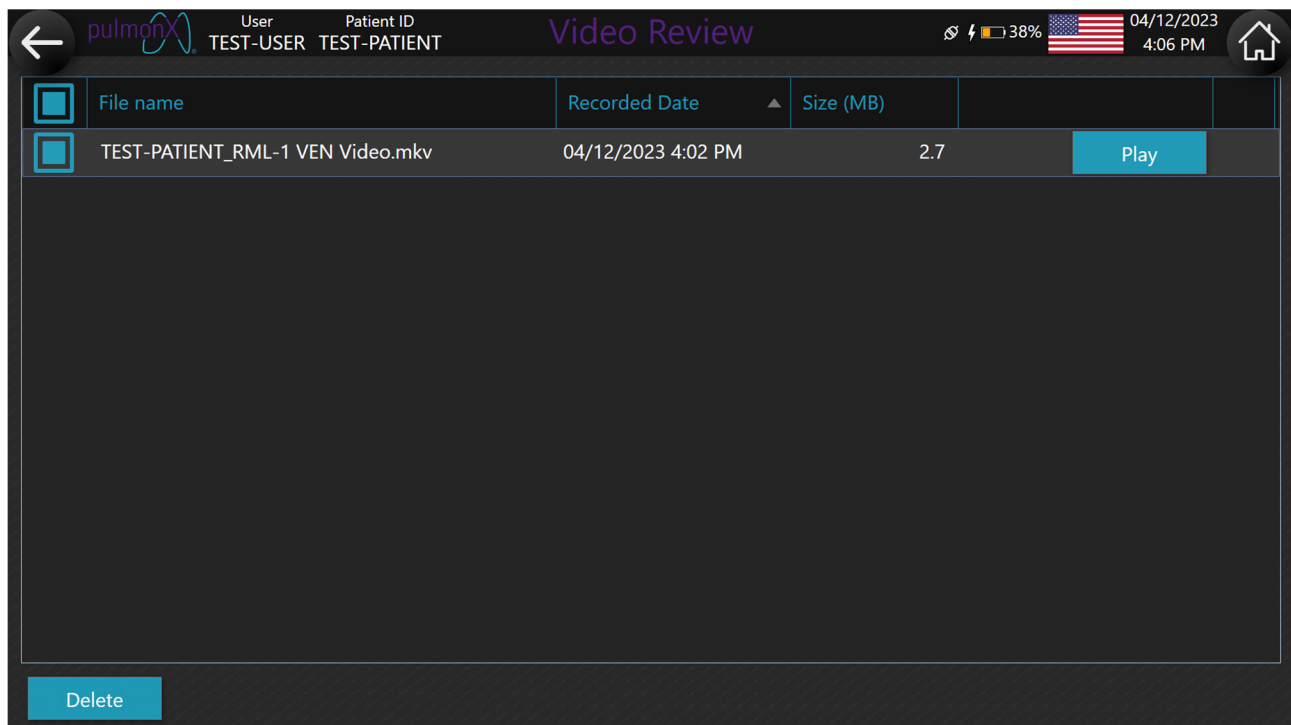 pulmonX®
User
TEST-USER
Patient ID
TEST-PATIENT
Video Review
38%
04/12/2023
4:06 PM
File name
Recorded Date
Size (MB)
TEST-PATIENT_RML-1 VEN Video.mkv
04/12/2023 4:02 PM
2.7
Play
Delete